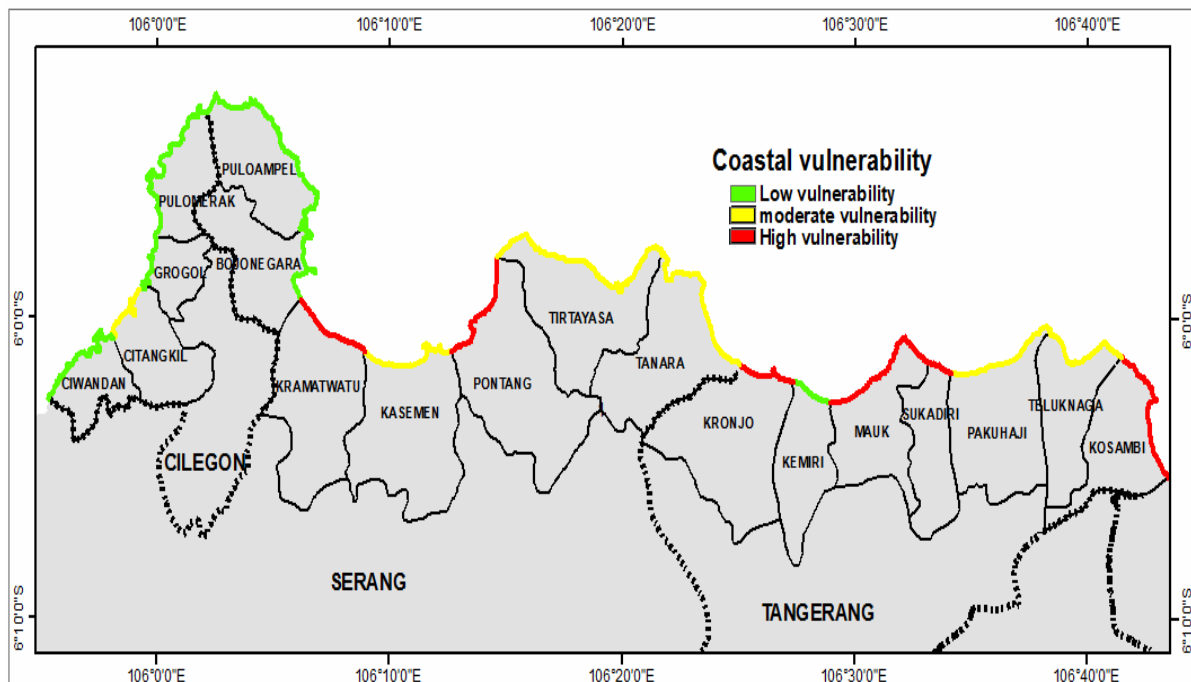 106°0'0"E 106°10'0"E 106°20'0"E 106°30'0"E 106°40'0"E
Coastal vulnerability
Low vulnerability
moderate vulnerability
High vulnerability
PULOAMPEL
PULOMERAK
BOJONEGARA
GROGOL
6°0'0"S
6°0'0"S
TIRTAYASA
CITANGKIL
TANARA
CIWANDAN
KRAMATWATU
PONTANG
KASEMEN
KRONJO
SUKADIRI
TELUKNAGA
MAUK
PAKUHAJI
KOSAMBI
KEMIRI
CILEGON
SERANG
TANGERANG
6°10'0"S
6°10'0"S
106°0'0"E 106°10'0"E 106°20'0"E 106°30'0"E 106°40'0"E